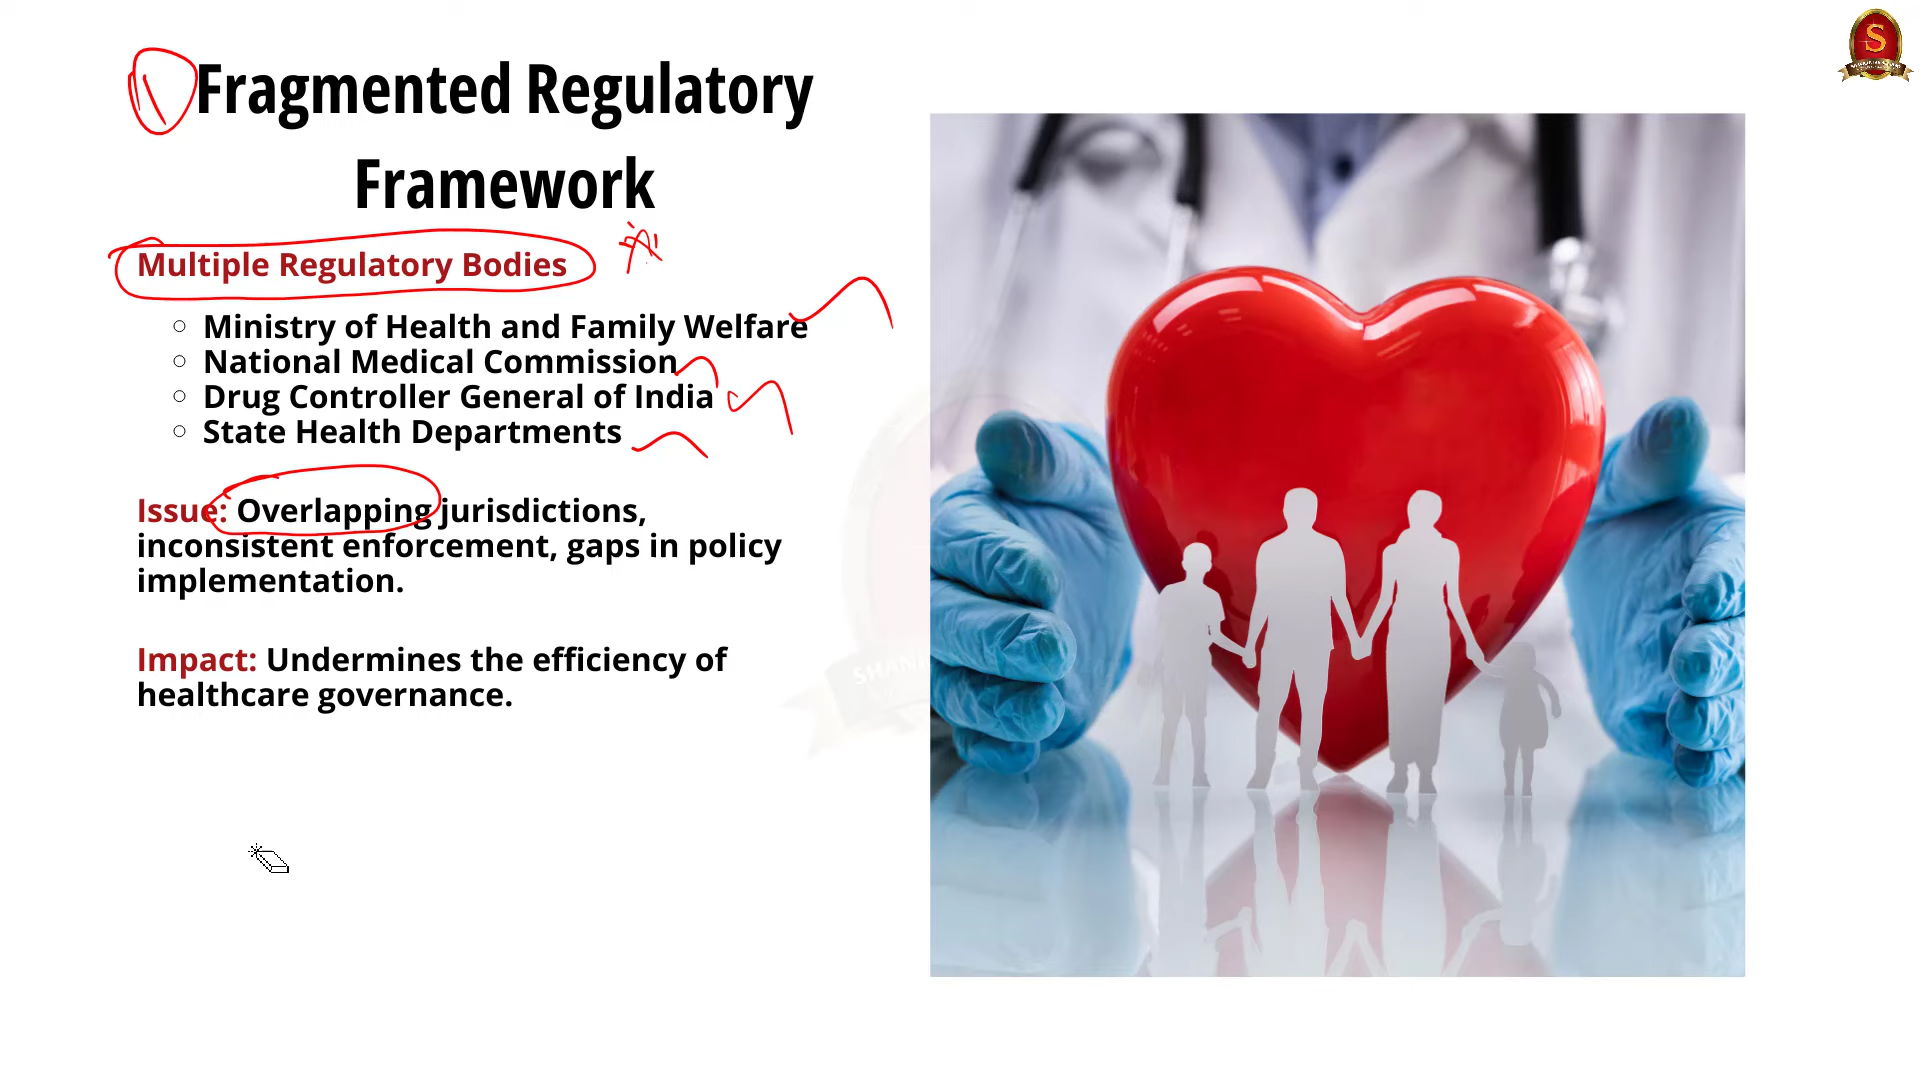 Fragmented Regulatory
Framework
Multiple Regulatory Bodies
Ministry of Health and Family Welfare
National Medical Commission
Drug Controller General of India
State Health Departments
Issue: Overlapping jurisdictions,
inconsistent enforcement, gaps in policy
implementation.
Impact: Undermines the efficiency of
healthcare governance.
S